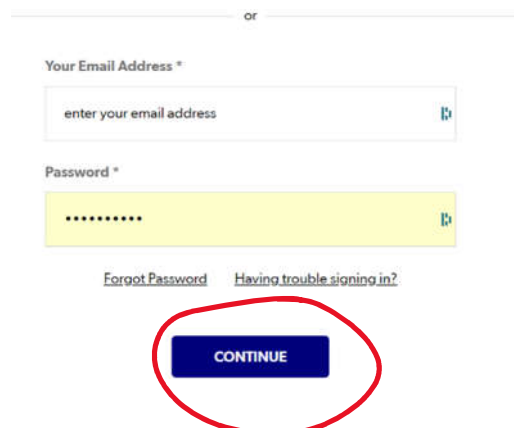 or
Your Email Address *
enter your email address
Password *
••••••••••
Forgot Password Having trouble signing in?
CONTINUE